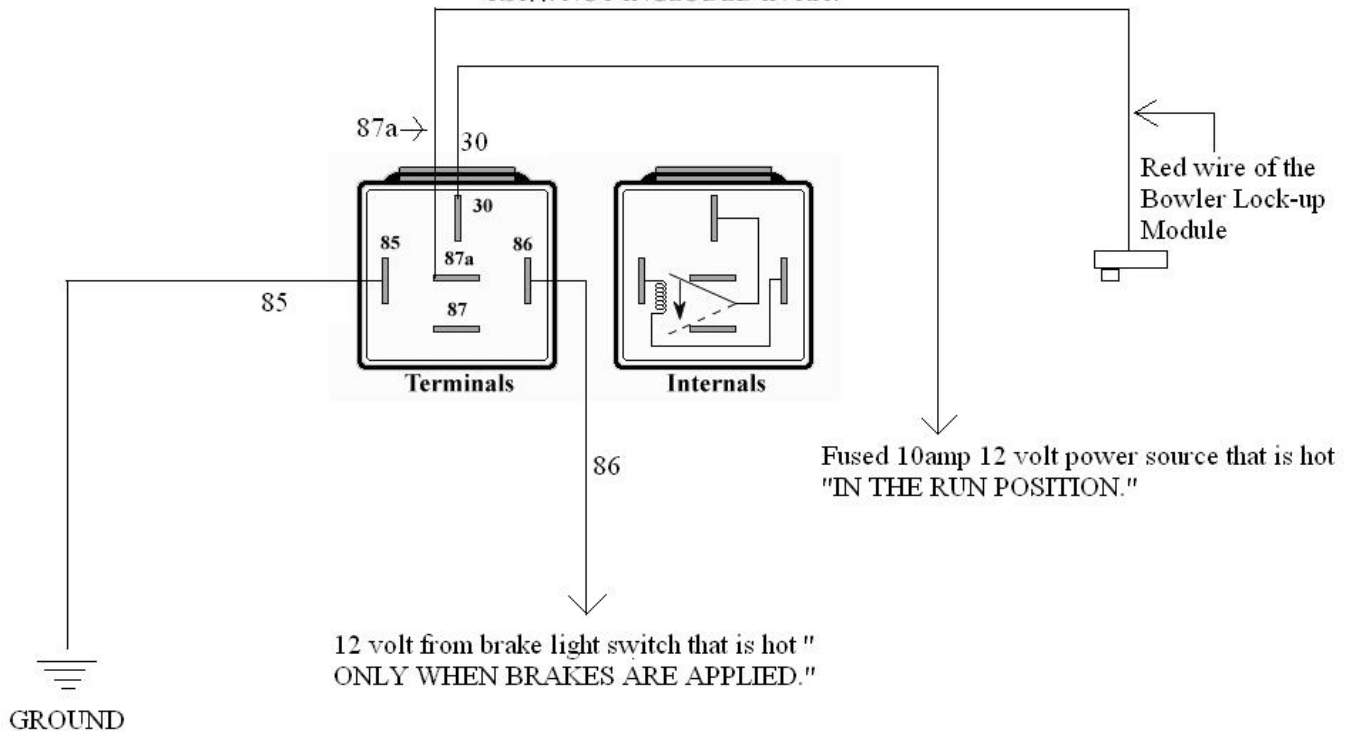 87a
30
30
85
86
87a
87
85
Terminals
Internals
Red wire of the
Bowler Lock-up
Module
86
Fused 10amp 12 volt power source that is hot
"IN THE RUN POSITION."
12 volt from brake light switch that is hot "
ONLY WHEN BRAKES ARE APPLIED."
GROUND